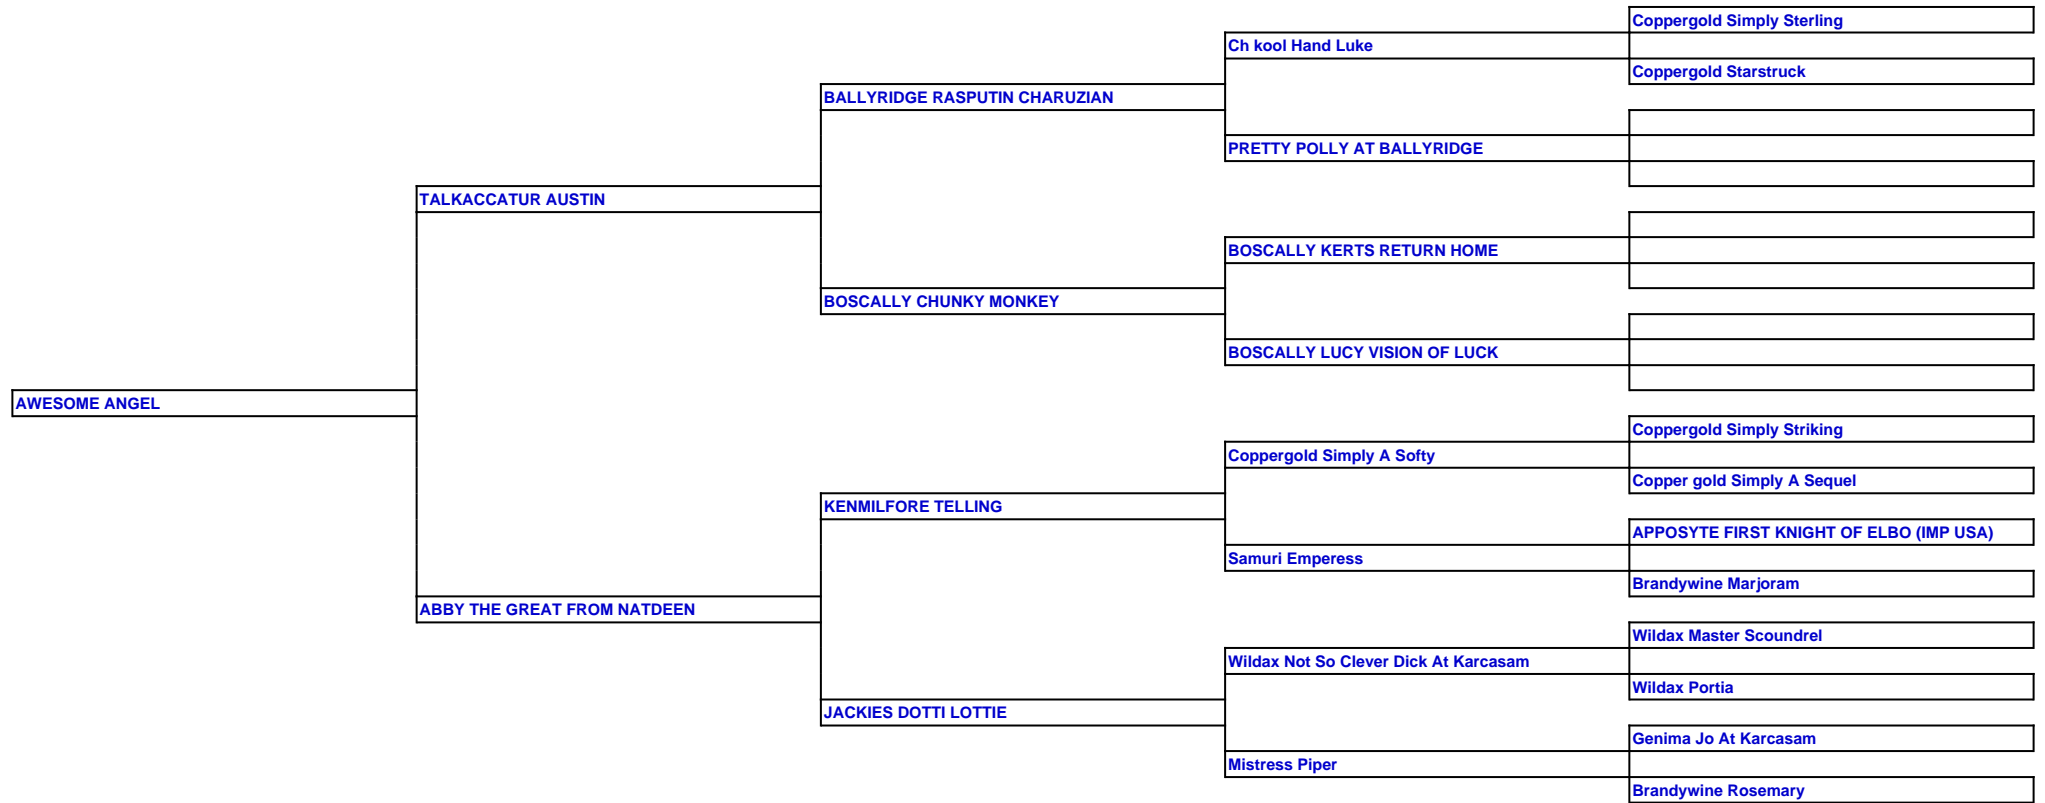 Coppergold Simply Sterling
Ch kool Hand Luke
Coppergold Starstruck
BALLYRIDGE RASPUTIN CHARUZIAN
PRETTY POLLY AT BALLYRIDGE
TALKACCATUR AUSTIN
BOSCALLY KERTS RETURN HOME
BOSCALLY CHUNKY MONKEY
BOSCALLY LUCY VISION OF LUCK
AWESOME ANGEL
Coppergold Simply Striking
Coppergold Simply A Softy
Copper gold Simply A Sequel
KENMILFORE TELLING
APPOSYTE FIRST KNIGHT OF ELBO (IMP USA)
Samuri Emperess
Brandywine Marjoram
ABBY THE GREAT FROM NATDEEN
Wildax Master Scoundrel
Wildax Not So Clever Dick At Karcasam
Wildax Portia
JACKIES DOTTI LOTTIE
Genima Jo At Karcasam
Mistress Piper
Brandywine Rosemary